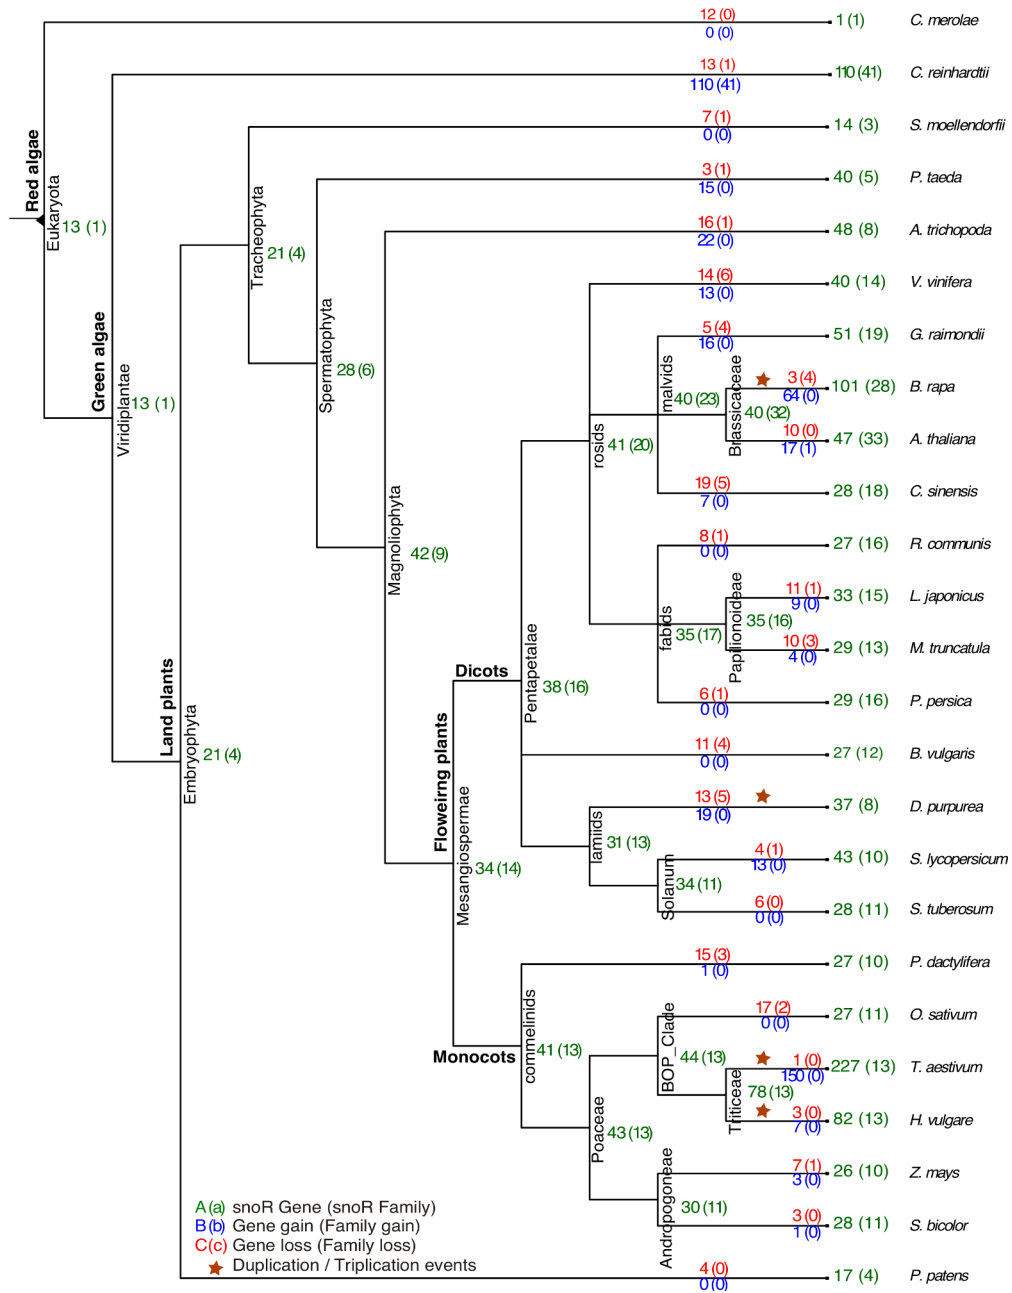 12 (0)
0 (0)
1 (1)
C. merolae
13 (1)
110 (41)
110 (41)
C. reinhardtii
7 (1)
0 (0)
14 (3)
S. moellendorfii
3 (1)
15 (0)
40 (5)
P. taeda
16 (1)
22 (0)
48 (8)
A. trichopoda
14 (6)
13 (0)
40 (14)
V. vinifera
5 (4)
16 (0)
51 (19)
G. raimondii
3 (4)
64 (0)
101 (28)
B. rapa
10 (0)
17 (1)
47 (33)
A. thaliana
19 (5)
7 (0)
28 (18)
C. sinensis
8 (1)
0 (0)
27 (16)
R. communis
11 (1)
9 (0)
33 (15)
L. japonicus
10 (3)
4 (0)
29 (13)
M. truncatula
6 (1)
0 (0)
29 (16)
P. persica
11 (4)
0 (0)
27 (12)
B. vulgaris
13 (5)
19 (0)
37 (8)
D. purpurea
4 (1)
13 (0)
43 (10)
S. lycopersicum
6 (0)
0 (0)
28 (11)
S. tuberosum
15 (3)
1 (0)
27 (10)
P. dactylifera
17 (2)
0 (0)
27 (11)
O. sativum
1 (0)
150 (0)
227 (13)
T. aestivum
3 (0)
7 (0)
82 (13)
H. vulgare
7 (1)
3 (0)
26 (10)
Z. mays
3 (0)
1 (0)
28 (11)
S. bicolor
4 (0)
0 (0)
17 (4)
P. patens
Red algae
Eukaryota
13 (1)
Green algae
Viridiplantae
13 (1)
Land plants
Embryophyta
21 (4)
Tracheophyta
21 (4)
Spermatophyta
28 (6)
Magnoliophyta
42 (9)
Floweirng plants
Mesangiospermae
34 (14)
Dicots
Pentapetalae
38 (16)
rosids
41 (20)
malvids
40 (23)
Brassicaceae
40 (32)
fabids
35 (17)
Papilionoideae
35 (16)
lamiids
31 (13)
Solanum
34 (11)
Monocots
commelinids
41 (13)
Poaceae
43 (13)
BOP_Clade
44 (13)
Triticeae
78 (13)
Andropogoneae
30 (11)
A (a) snoR Gene (snoR Family)
B (b) Gene gain (Family gain)
C (c) Gene loss (Family loss)
Duplication / Triplication events